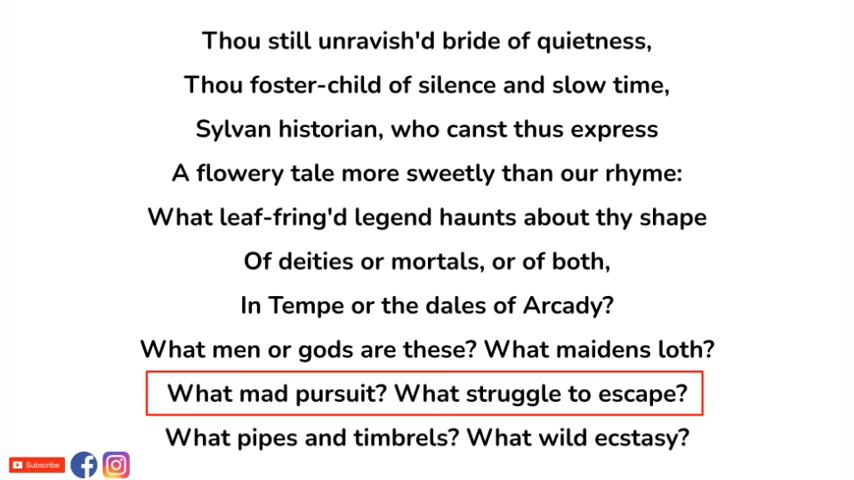 Thou still unravish'd bride of quietness,
Thou foster-child of silence and slow time,
Sylvan historian, who canst thus express
A flowery tale more sweetly than our rhyme:
What leaf-fring'd legend haunts about thy shape
Of deities or mortals, or of both,
In Tempe or the dales of Arcady?
What men or gods are these? What maidens loth?
What mad pursuit? What struggle to escape?
What pipes and timbrels? What wild ecstasy?
Subscribe